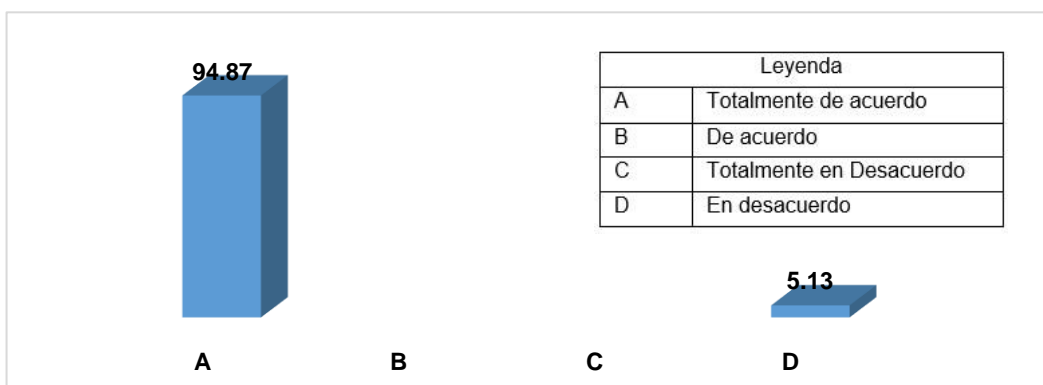 94.87
Leyenda
A Totalmente de acuerdo
B De acuerdo
C Totalmente en Desacuerdo
D En desacuerdo
5.13
A B C D